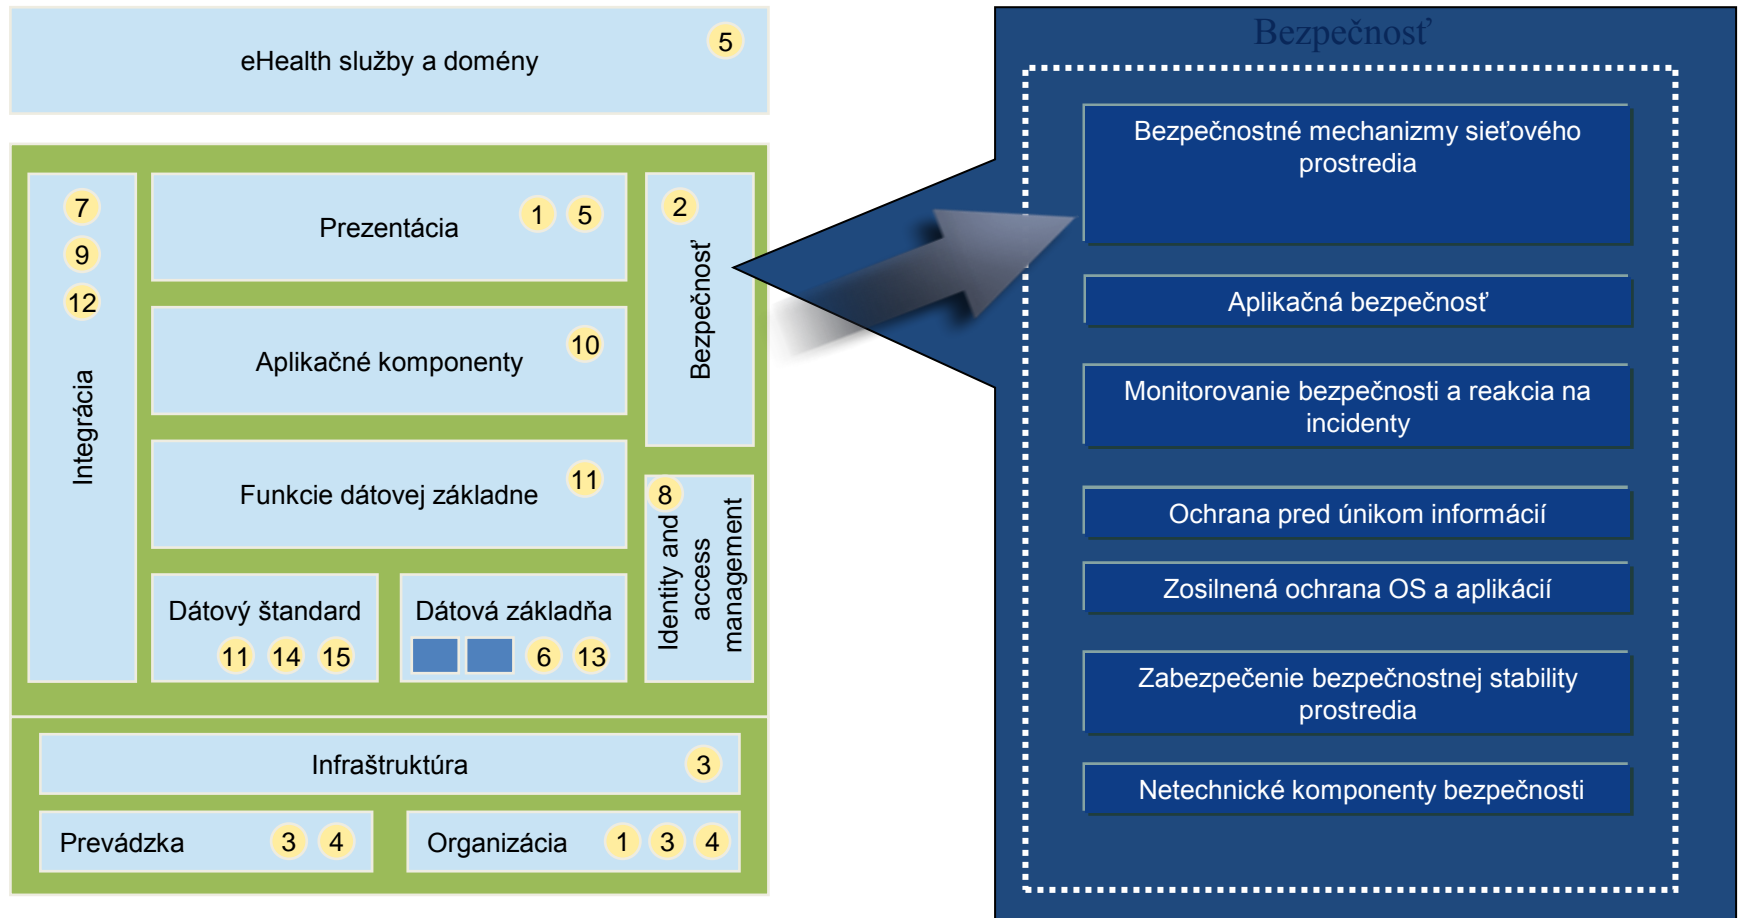 eHealth služby a domény
5
7
9
12
Integrácia
Prezentácia
1 5
Aplikačné komponenty
10
Funkcie dátovej základne
11
Dátový štandard
11 14 15
Dátová základňa
6 13
2
Bezpečnosť
8
Identity and
access
management
Infraštruktúra
3
Prevádzka
3 4
Organizácia
1 3 4
Bezpečnosť
Bezpečnostné mechanizmy sieťového
prostredia
Aplikačná bezpečnosť
Monitorovanie bezpečnosti a reakcia na
incidenty
Ochrana pred únikom informácií
Zosilnená ochrana OS a aplikácií
Zabezpečenie bezpečnostnej stability
prostredia
Netechnické komponenty bezpečnosti